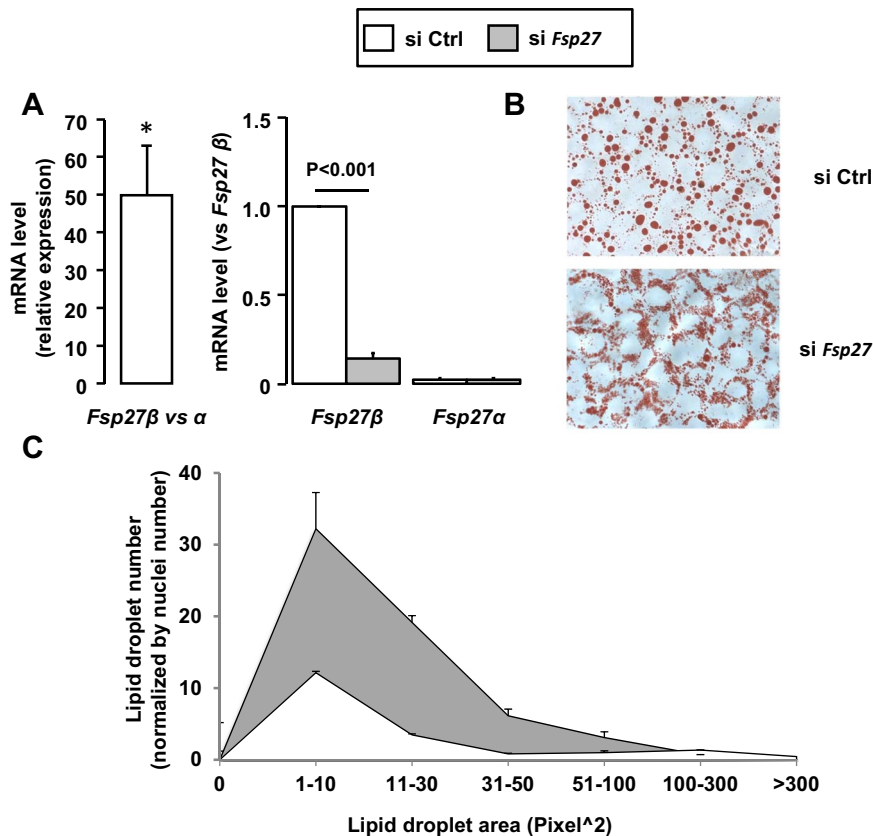 si Ctrl si Fsp27
A
mRNA level
(relative expression)
70
60
50
40
30
20
10
0
*
Fsp27β vs α
mRNA level (vs Fsp27 β)
1.5
1.0
0.5
0
P<0.001
Fsp27β Fsp27α
B
si Ctrl
si Fsp27
C
Lipid droplet number
(normalized by nuclei number)
40
30
20
10
0
0 1-10 11-30 31-50 51-100 100-300 >300
Lipid droplet area (Pixel^2)